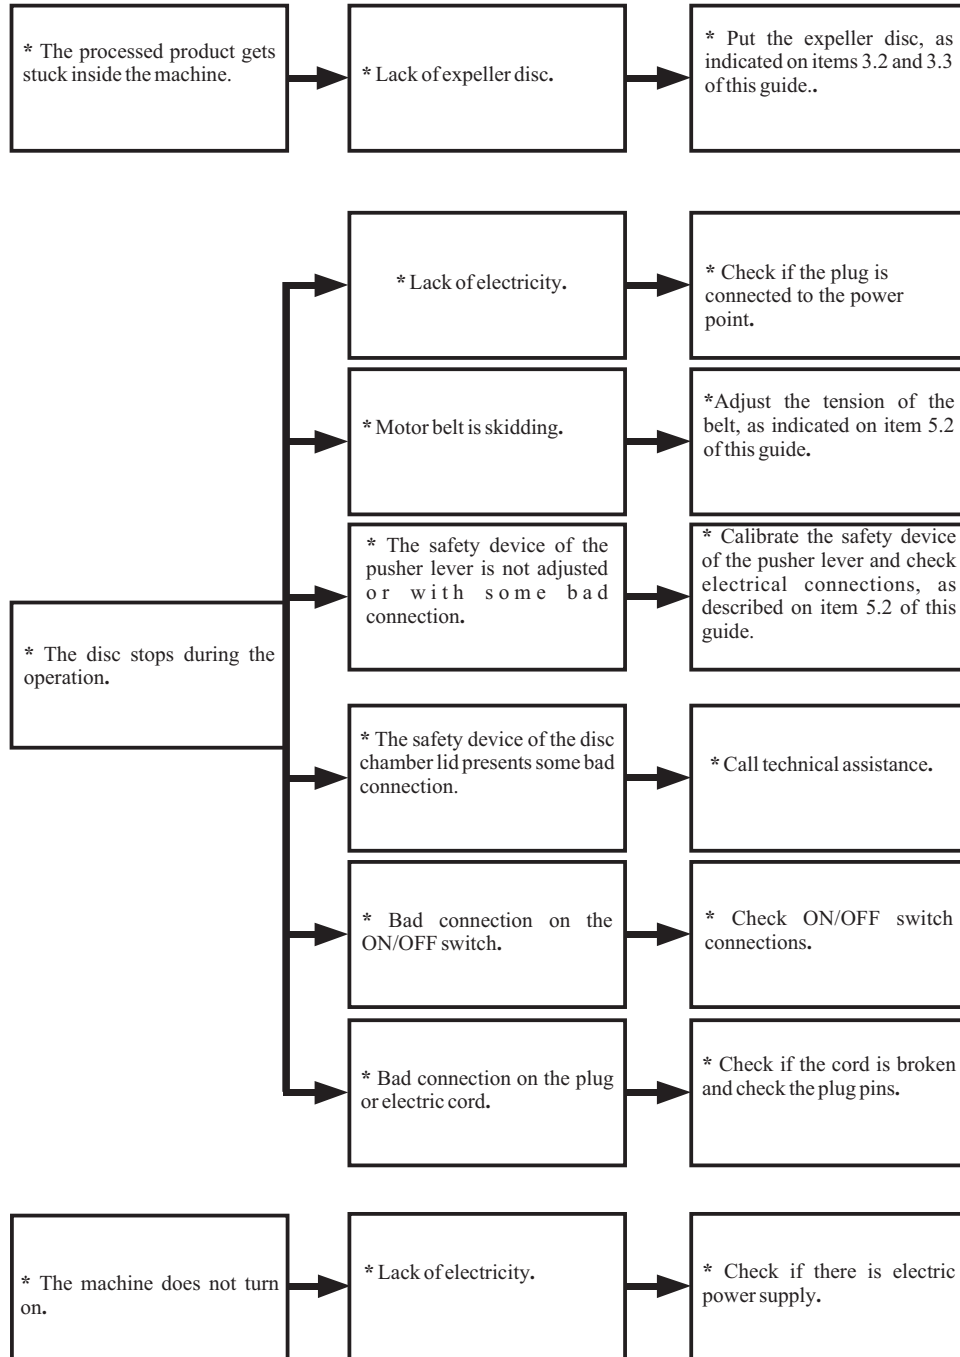 * The processed product gets
stuck inside the machine.
* Lack of expeller disc.
* Put the expeller disc, as
indicated on items 3.2 and 3.3
of this guide..
* The disc stops during the
operation.
* Lack of electricity.
* Check if the plug is
connected to the power
point.
* Motor belt is skidding.
*Adjust the tension of the
belt, as indicated on item 5.2
of this guide.
* The safety device of the
pusher lever is not adjusted
or with some bad
connection.
* Calibrate the safety device
of the pusher lever and check
electrical connections, as
described on item 5.2 of this
guide.
* The safety device of the disc
chamber lid presents some bad
connection.
* Call technical assistance.
* Bad connection on the
ON/OFF switch.
* Check ON/OFF switch
connections.
* Bad connection on the plug
or electric cord.
* Check if the cord is broken
and check the plug pins.
* The machine does not turn
on.
* Lack of electricity.
* Check if there is electric
power supply.